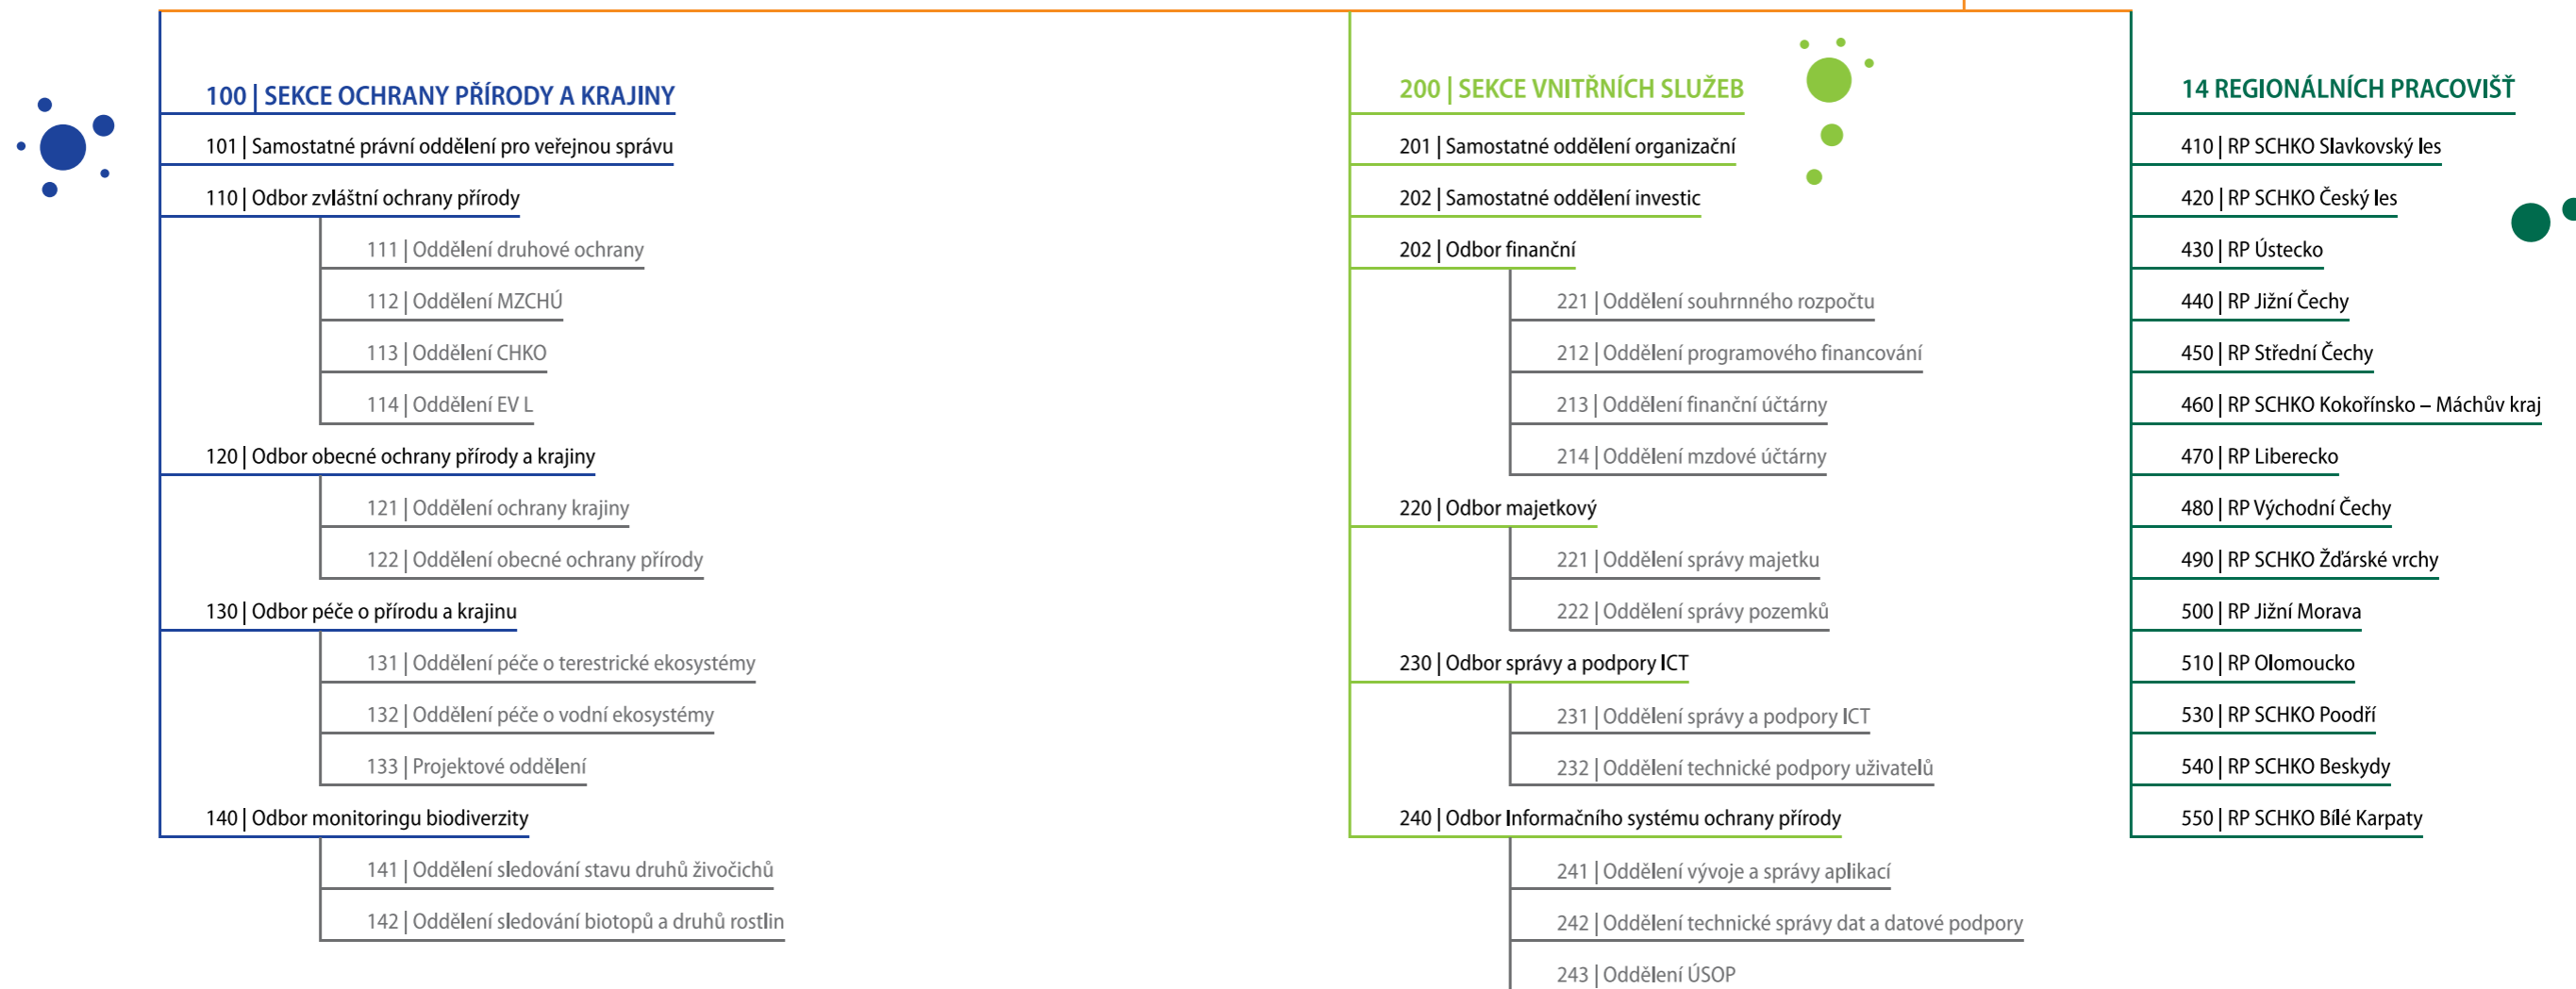 100 | SEKCE OCHRANY PŘÍRODY A KRAJINY
101 | Samostatné právní oddělení pro veřejnou správu
110 | Odbor zvláštní ochrany přírody
111 | Oddělení druhové ochrany
112 | Oddělení MZCHÚ
113 | Oddělení CHKO
114 | Oddělení EV L
120 | Odbor obecné ochrany přírody a krajiny
121 | Oddělení ochrany krajiny
122 | Oddělení obecné ochrany přírody
130 | Odbor péče o přírodu a krajinu
131 | Oddělení péče o terestrické ekosystémy
132 | Oddělení péče o vodní ekosystémy
133 | Projektové oddělení
140 | Odbor monitoringu biodiverzity
141 | Oddělení sledování stavu druhů živočichů
142 | Oddělení sledování biotopů a druhů rostlin
200 | SEKCE VNITŘNÍCH SLUŽEB
201 | Samostatné oddělení organizační
202 | Samostatné oddělení investic
202 | Odbor finanční
221 | Oddělení souhrnného rozpočtu
212 | Oddělení programového financování
213 | Oddělení finanční účtárny
214 | Oddělení mzdové účtárny
220 | Odbor majetkový
221 | Oddělení správy majetku
222 | Oddělení správy pozemků
230 | Odbor správy a podpory ICT
231 | Oddělení správy a podpory ICT
232 | Oddělení technické podpory uživatelů
240 | Odbor Informačního systému ochrany přírody
241 | Oddělení vývoje a správy aplikací
242 | Oddělení technické správy dat a datové podpory
243 | Oddělení ÚSOP
14 REGIONÁLNÍCH PRACOVIŠŤ
410 | RP SCHKO Slavkovský les
420 | RP SCHKO Český les
430 | RP Ústecko
440 | RP Jižní Čechy
450 | RP Střední Čechy
460 | RP SCHKO Kokořínsko – Máchův kraj
470 | RP Liberecko
480 | RP Východní Čechy
490 | RP SCHKO Žďárské vrchy
500 | RP Jižní Morava
510 | RP Olomoucko
530 | RP SCHKO Poodří
540 | RP SCHKO Beskydy
550 | RP SCHKO Bílé Karpaty